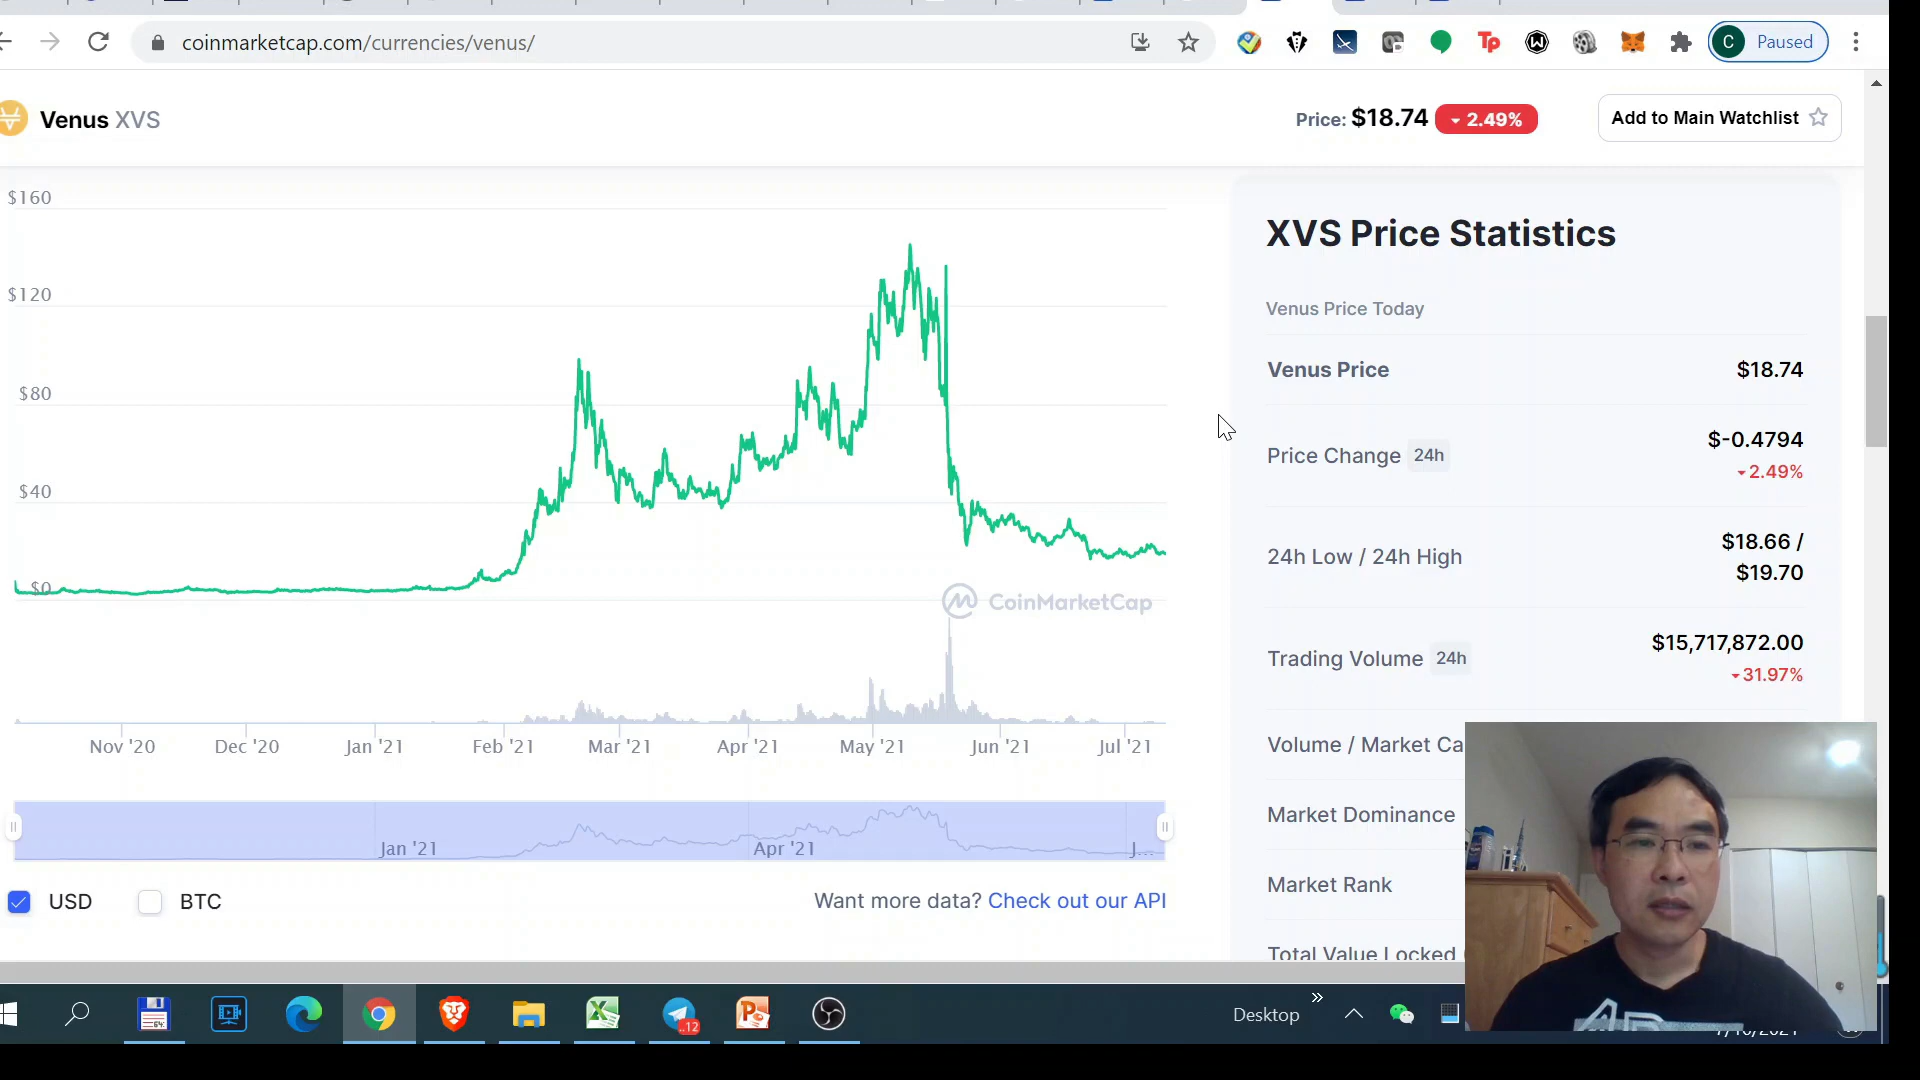 coinmarketcap.com/currencies/venus/
Tp
C Paused
Venus XVS
Price: $18.74 2.49%
Add to Main Watchlist
$160
$120
$80
$40
$0
CoinMarketCap
Nov '20 Dec '20 Jan '21 Feb '21 Mar '21 Apr '21 May '21 Jun '21 Jul '21
Jan '21 Apr '21 J...
USD BTC
Want more data? Check out our API
XVS Price Statistics
Venus Price Today
Venus Price $18.74
Price Change 24h $-0.4794
2.49%
24h Low / 24h High $18.66 /
$19.70
Trading Volume 24h $15,717,872.00
31.97%
Volume / Market Ca
Market Dominance
Market Rank
Total Value Locked
64
12
Desktop